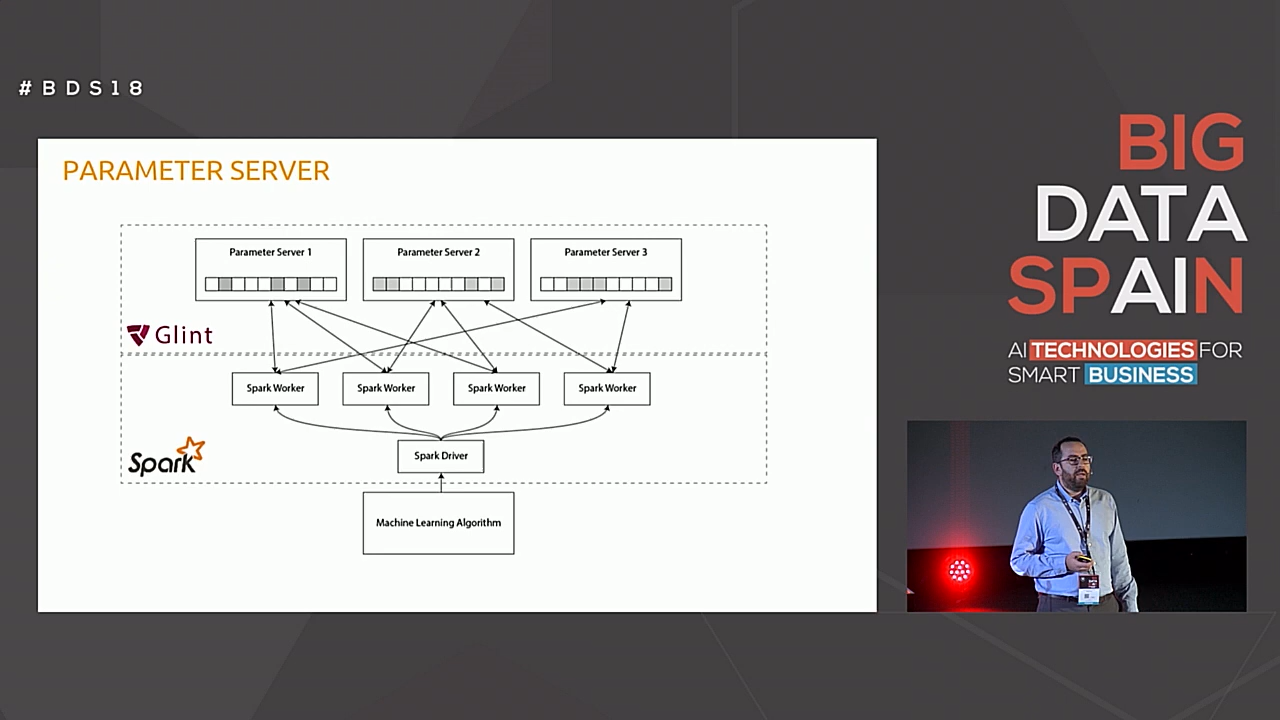 #BDS18
PARAMETER SERVER
Parameter Server 1
Parameter Server 2
Parameter Server 3
Glint
Spark Worker
Spark Worker
Spark Worker
Spark Worker
Spark
Spark Driver
Machine Learning Algorithm
BIG
DATA
SPAIN
AI TECHNOLOGIES FOR
SMART BUSINESS